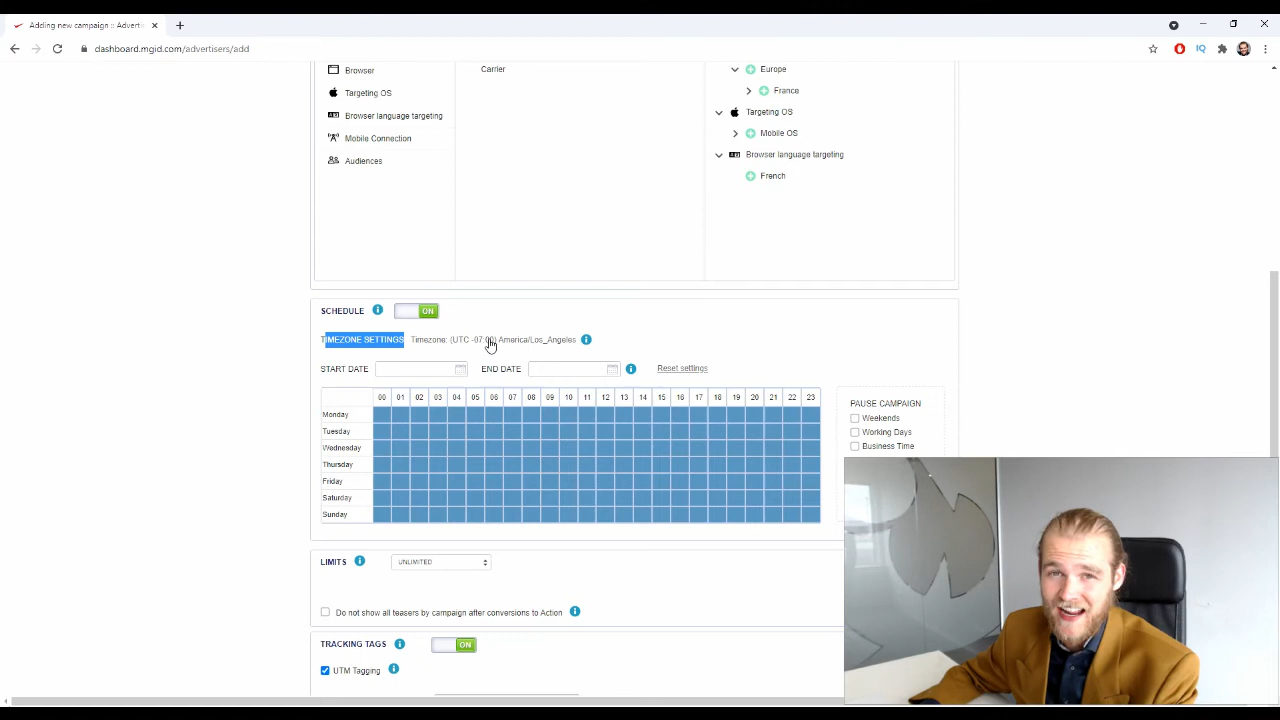 Adding new campaign :: Adverti
dashboard.mgid.com/advertisers/add
Browser
Targeting OS
Browser language targeting
Mobile Connection
Audiences
Carrier
Europe
France
Targeting OS
Mobile OS
Browser language targeting
French
SCHEDULE ON
TIMEZONE SETTINGS Timezone: (UTC -07:00) America/Los_Angeles
START DATE END DATE Reset settings
00 01 02 03 04 05 06 07 08 09 10 11 12 13 14 15 16 17 18 19 20 21 22 23
Monday
Tuesday
Wednesday
Thursday
Friday
Saturday
Sunday
PAUSE CAMPAIGN
Weekends
Working Days
Business Time
LIMITS UNLIMITED
Do not show all teasers by campaign after conversions to Action
TRACKING TAGS ON
UTM Tagging